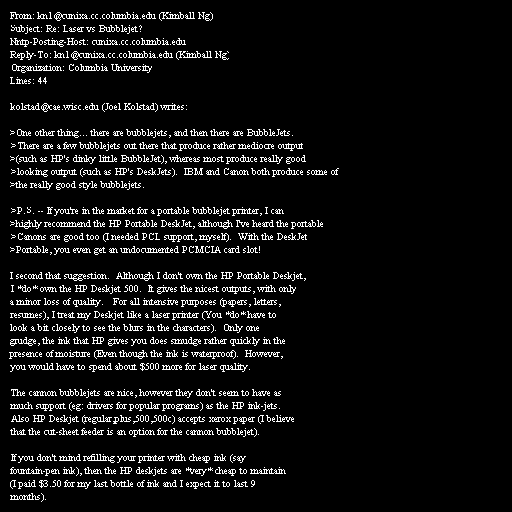 From: kn1@cunixa.cc.columbia.edu (Kimball Ng)
Subject: Re: Laser vs Bubblejet?
Nntp-Posting-Host: cunixa.cc.columbia.edu
Reply-To: kn1@cunixa.cc.columbia.edu (Kimball Ng)
Organization: Columbia University
Lines: 44

kolstad@cae.wisc.edu (Joel Kolstad) writes:

>One other thing... there are bubblejets, and then there are BubbleJets.
>There are a few bubblejets out there that produce rather mediocre output
>(such as HP's dinky little BubbleJet), whereas most produce really good
>looking output (such as HP's DeskJets). IBM and Canon both produce some of
>the really good style bubblejets.

>P.S. -- If you're in the market for a portable bubblejet printer, I can
>highly recommend the HP Portable DeskJet, although I've heard the portable
>Canons are good too (I needed PCL support, myself). With the DeskJet
>Portable, you even get an undocumented PCMCIA card slot!

I second that suggestion. Although I don't own the HP Portable Deskjet,
I *do* own the HP Deskjet 500. It gives the nicest outputs, with only
a minor loss of quality. For all intensive purposes (papers, letters,
resumes), I treat my Deskjet like a laser printer (You *do* have to
look a bit closely to see the blurs in the characters). Only one
grudge, the ink that HP gives you does smudge rather quickly in the
presence of moisture (Even though the ink is waterproof). However,
you would have to spend about $500 more for laser quality.

The cannon bubblejets are nice, however they don't seem to have as
much support (eg: drivers for popular programs) as the HP ink-jets.
Also HP Deskjet (regular,plus,500,500c) accepts xerox paper (I believe
that the cut-sheet feeder is an option for the cannon bubblejet).

If you don't mind refilling your printer with cheap ink (say
fountain-pen ink), then the HP deskjets are *very* cheap to maintain
(I paid $3.50 for my last bottle of ink and I expect it to last 9
months).